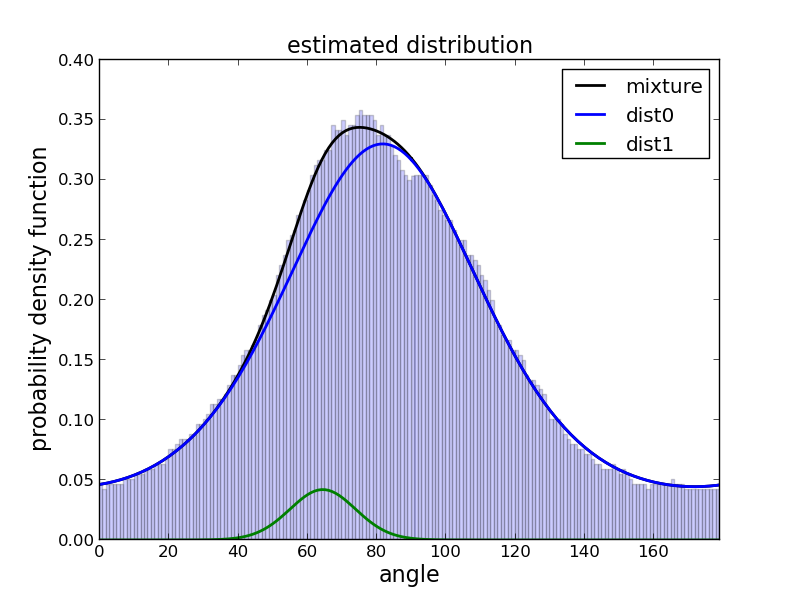 estimated distribution
probability density function
0.40
0.35
0.30
0.25
0.20
0.15
0.10
0.05
0.00
mixture
dist0
dist1
0 20 40 60 80 100 120 140 160
angle